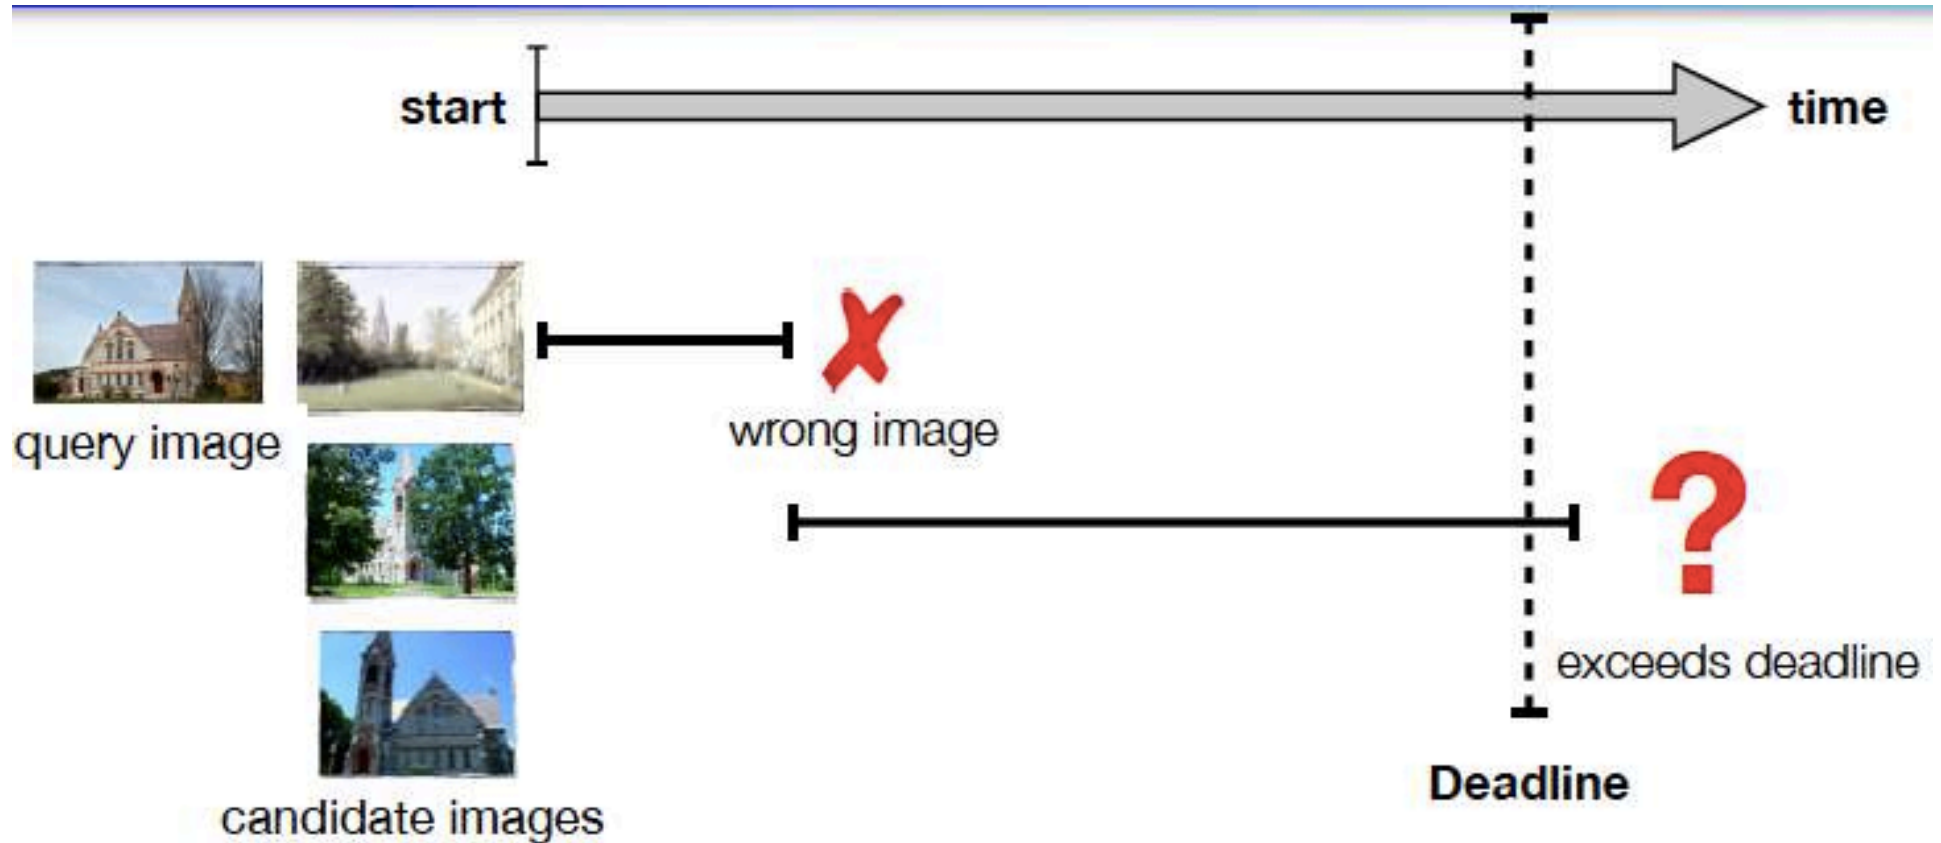 start
time
query image
wrong image
?
exceeds deadline
Deadline
candidate images